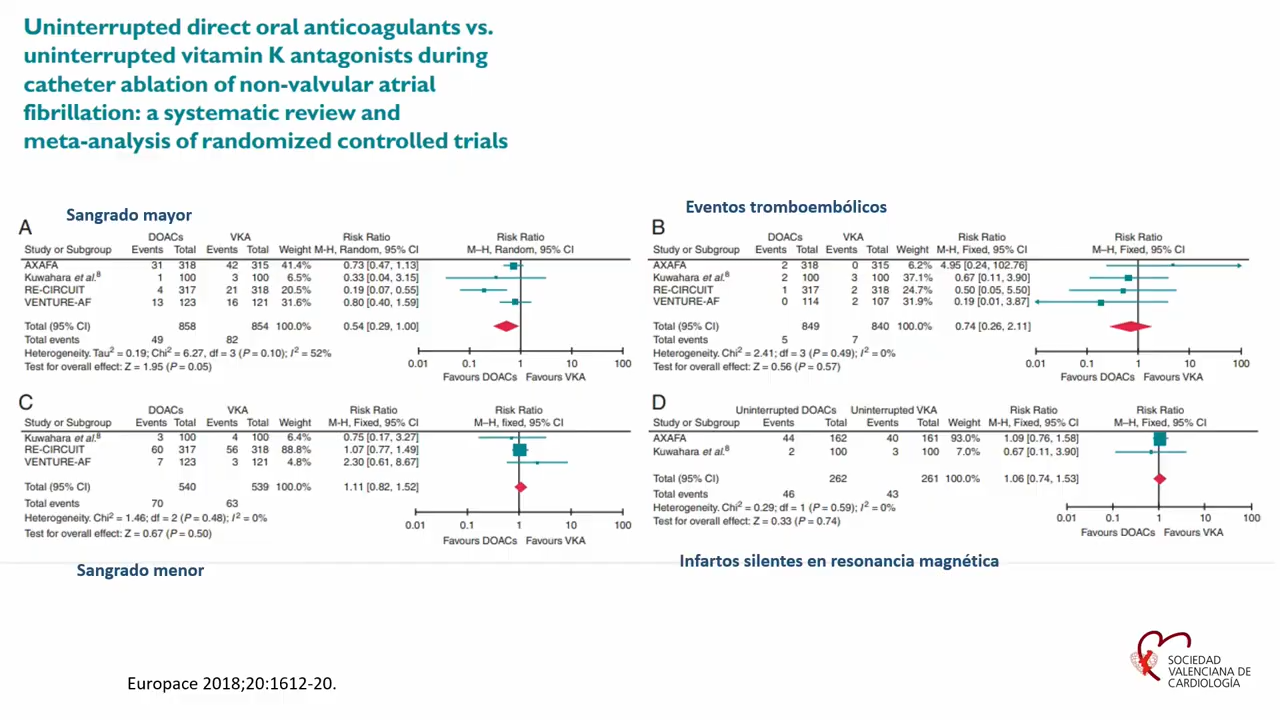 Uninterrupted direct oral anticoagulants vs.
uninterrupted vitamin K antagonists during
catheter ablation of non-valvular atrial
fibrillation: a systematic review and
meta-analysis of randomized controlled trials
Sangrado mayor
A
DOACs VKA Risk Ratio Risk Ratio
Study or Subgroup Events Total Events Total Weight M-H, Random, 95% CI M–H, Random, 95% CI
AXAFA 31 318 42 315 41.4% 0.73 [0.47, 1.13]
Kuwahara et al.8 1 100 3 100 6.5% 0.33 [0.04, 3.15]
RE-CIRCUIT 4 317 21 318 20.5% 0.19 [0.07, 0.55]
VENTURE-AF 13 123 16 121 31.6% 0.80 [0.40, 1.59]
Total (95% CI) 858 854 100.0% 0.54 [0.29, 1.00]
Total events 49 82
Heterogeneity. Tau2 = 0.19; Chi2 = 6.27, df = 3 (P = 0.10); I2 = 52%
Test for overall effect: Z = 1.95 (P = 0.05)
0.01 0.1 1 10 100
Favours DOACs Favours VKA
Eventos tromboembólicos
B
DOACs VKA Risk Ratio Risk Ratio
Study or Subgroup Events Total Events Total Weight M-H, Fixed, 95% CI M–H, Fixed, 95% CI
AXAFA 2 318 0 315 6.2% 4.95 [0.24, 102.76]
Kuwahara et al.8 2 100 3 100 37.1% 0.67 [0.11, 3.90]
RE-CIRCUIT 1 317 2 318 24.7% 0.50 [0.05, 5.50]
VENTURE-AF 0 114 2 107 31.9% 0.19 [0.01, 3.87]
Total (95% CI) 849 840 100.0% 0.74 [0.26, 2.11]
Total events 5 7
Heterogeneity. Chi2 = 2.41; df = 3 (P = 0.49); I2 = 0%
Test for overall effect: Z = 0.56 (P = 0.57)
0.01 0.1 1 10 100
Favours DOACs Favours VKA
C
DOACs VKA Risk Ratio Risk Ratio
Study or Subgroup Events Total Events Total Weight M-H, Fixed, 95% CI M–H, fixed, 95% CI
Kuwahara et al.8 3 100 4 100 6.4% 0.75 [0.17, 3.27]
RE-CIRCUIT 60 317 56 318 88.8% 1.07 [0.77, 1.49]
VENTURE-AF 7 123 3 121 4.8% 2.30 [0.61, 8.67]
Total (95% CI) 540 539 100.0% 1.11 [0.82, 1.52]
Total events 70 63
Heterogeneity. Chi2 = 1.46; df = 2 (P = 0.48); I2 = 0%
Test for overall effect: Z = 0.67 (P = 0.50)
0.01 0.1 1 10 100
Favours DOACs Favours VKA
Sangrado menor
D
Uninterrupted DOACs Uninterrupted VKA Risk Ratio Risk Ratio
Study or Subgroup Events Total Events Total Weight M-H, Fixed, 95% CI M–H, Fixed, 95% CI
AXAFA 44 162 40 161 93.0% 1.09 [0.76, 1.58]
Kuwahara et al.8 2 100 3 100 7.0% 0.67 [0.11, 3.90]
Total (95% CI) 262 261 100.0% 1.06 [0.74, 1.53]
Total events 46 43
Heterogeneity. Chi2 = 0.29; df = 1 (P = 0.59); I2 = 0%
Test for overall effect: Z = 0.33 (P = 0.74)
0.01 0.1 1 10 100
Favours DOACs Favours VKA
Infartos silentes en resonancia magnética
Europace 2018;20:1612-20.
SOCIEDAD
VALENCIANA DE
CARDIOLOGÍA